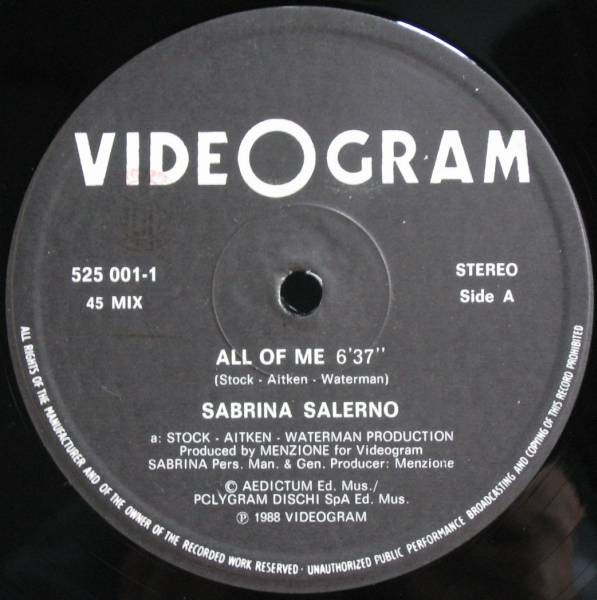 VIDEOGRAM
525 001-1
45 MIX
STEREO
Side A
ALL OF ME 6'37''
(Stock - Aitken - Waterman)
SABRINA SALERNO
a: STOCK - AITKEN - WATERMAN PRODUCTION
Produced by MENZIONE for Videogram
SABRINA Pers. Man. & Gen. Producer: Menzione
© AEDICTUM Ed. Mus./
PCLYGRAM DISCHI SpA Ed. Mus.
℗ 1988 VIDEOGRAM
ALL RIGHTS OF THE MANUFACTURER AND OF THE OWNER OF THE RECORDED WORK RESERVED · UNAUTHORIZED PUBLIC PERFORMANCE BROADCASTING AND COPYING OF THIS RECORD PROHIBITED